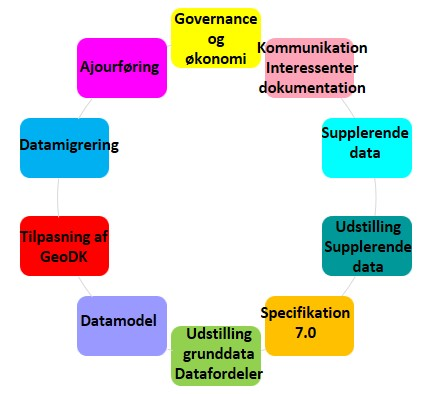 Governance
og
økonomi
Kommunikation
Interessenter
dokumentation
Supplerende
data
Udstilling
Supplerende
data
Specifikation
7.0
Udstilling
grunddata
Datafordeler
Datamodel
Tilpasning af
GeoDK
Datamigrering
Ajourføring